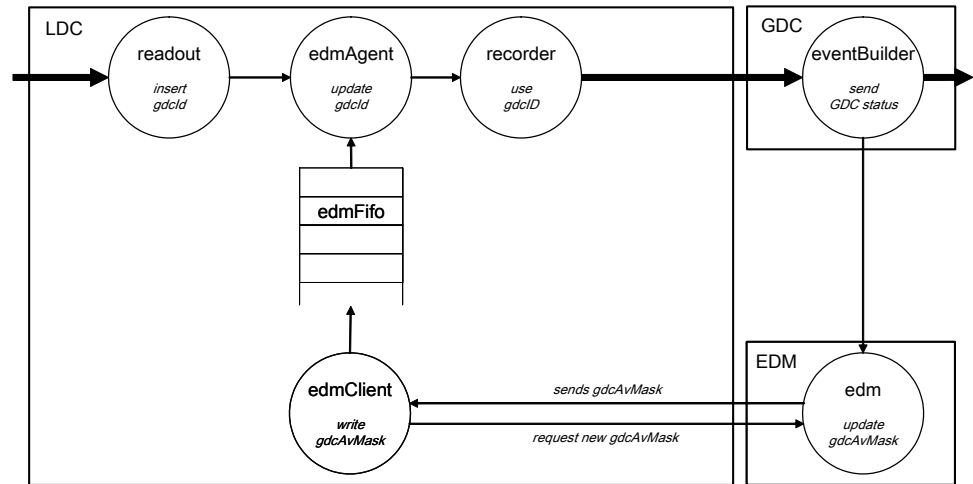 LDC
GDC
readout
insert
gdcId
edmAgent
update
gdcId
recorder
use
gdcID
eventBuilder
send
GDC status
edmFifo
EDM
edmClient
write
gdcAvMask
sends gdcAvMask
request new gdcAvMask
edm
update
gdcAvMask